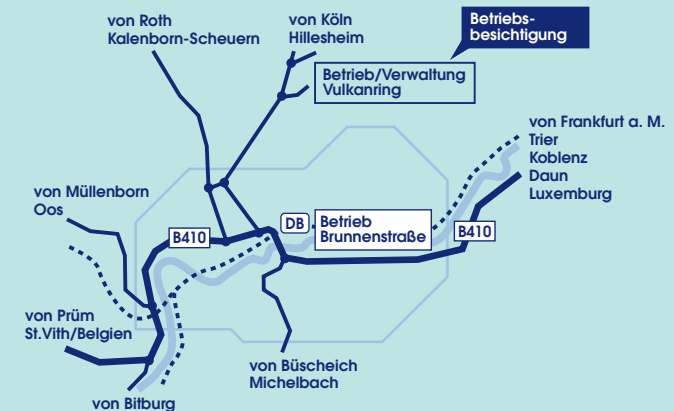 von Roth
Kalenborn-Scheuern
von Köln
Hillesheim
Betriebs-
besichtigung
Betrieb/Verwaltung
Vulkanring
von Frankfurt a. M.
Trier
Koblenz
Daun
Luxemburg
von Müllenborn
Oos
DB
Betrieb
Brunnenstraße
B410
B410
von Prüm
St.Vith/Belgien
von Büscheich
Michelbach
von Bitburg